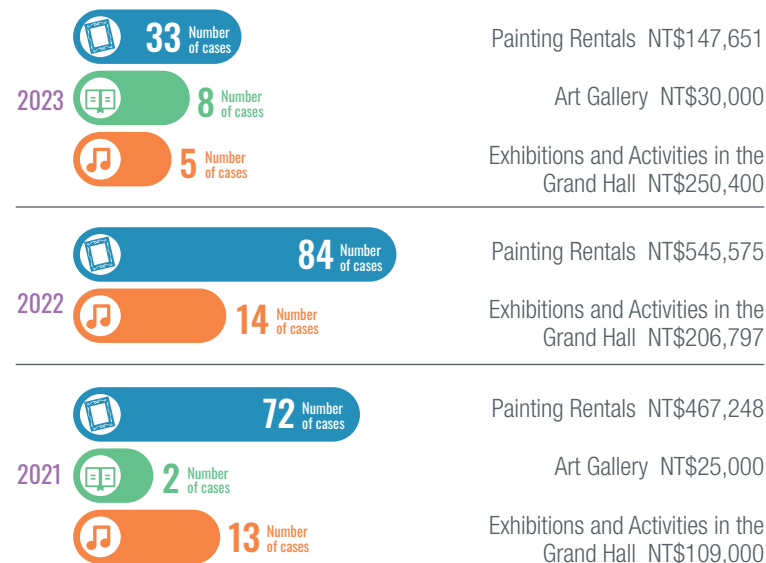 33 Number of cases
Painting Rentals NT$147,651
2023
8 Number of cases
Art Gallery NT$30,000
5 Number of cases
Exhibitions and Activities in the
Grand Hall NT$250,400
84 Number of cases
Painting Rentals NT$545,575
2022
14 Number of cases
Exhibitions and Activities in the
Grand Hall NT$206,797
72 Number of cases
Painting Rentals NT$467,248
2021
2 Number of cases
Art Gallery NT$25,000
13 Number of cases
Exhibitions and Activities in the
Grand Hall NT$109,000